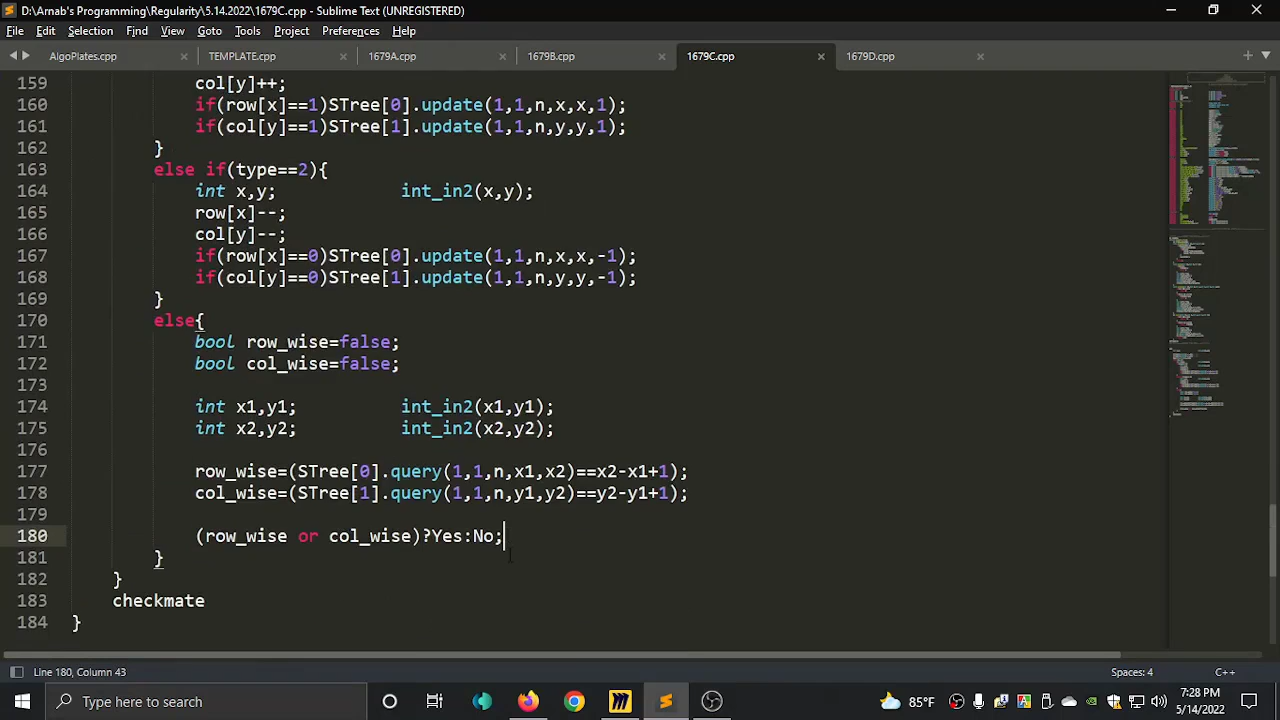 D:\Arnab's Programming\Regularity\5.14.2022\1679C.cpp - Sublime Text (UNREGISTERED)
File Edit Selection Find View Goto Tools Project Preferences Help
AlgoPlates.cpp TEMPLATE.cpp 1679A.cpp 1679B.cpp 1679C.cpp 1679D.cpp
159 col[y]++;
160 if(row[x]==1)STree[0].update(1,1,n,x,x,1);
161 if(col[y]==1)STree[1].update(1,1,n,y,y,1);
162 }
163 else if(type==2){
164 int x,y; int_in2(x,y);
165 row[x]--;
166 col[y]--;
167 if(row[x]==0)STree[0].update(1,1,n,x,x,-1);
168 if(col[y]==0)STree[1].update(1,1,n,y,y,-1);
169 }
170 else{
171 bool row_wise=false;
172 bool col_wise=false;
173
174 int x1,y1; int_in2(x1,y1);
175 int x2,y2; int_in2(x2,y2);
176
177 row_wise=(STree[0].query(1,1,n,x1,x2)==x2-x1+1);
178 col_wise=(STree[1].query(1,1,n,y1,y2)==y2-y1+1);
179
180 (row_wise or col_wise)?Yes:No;
181 }
182 }
183 checkmate
184 }
Line 180, Column 43 Spaces: 4 C++
Type here to search 85°F 7:28 PM
5/14/2022